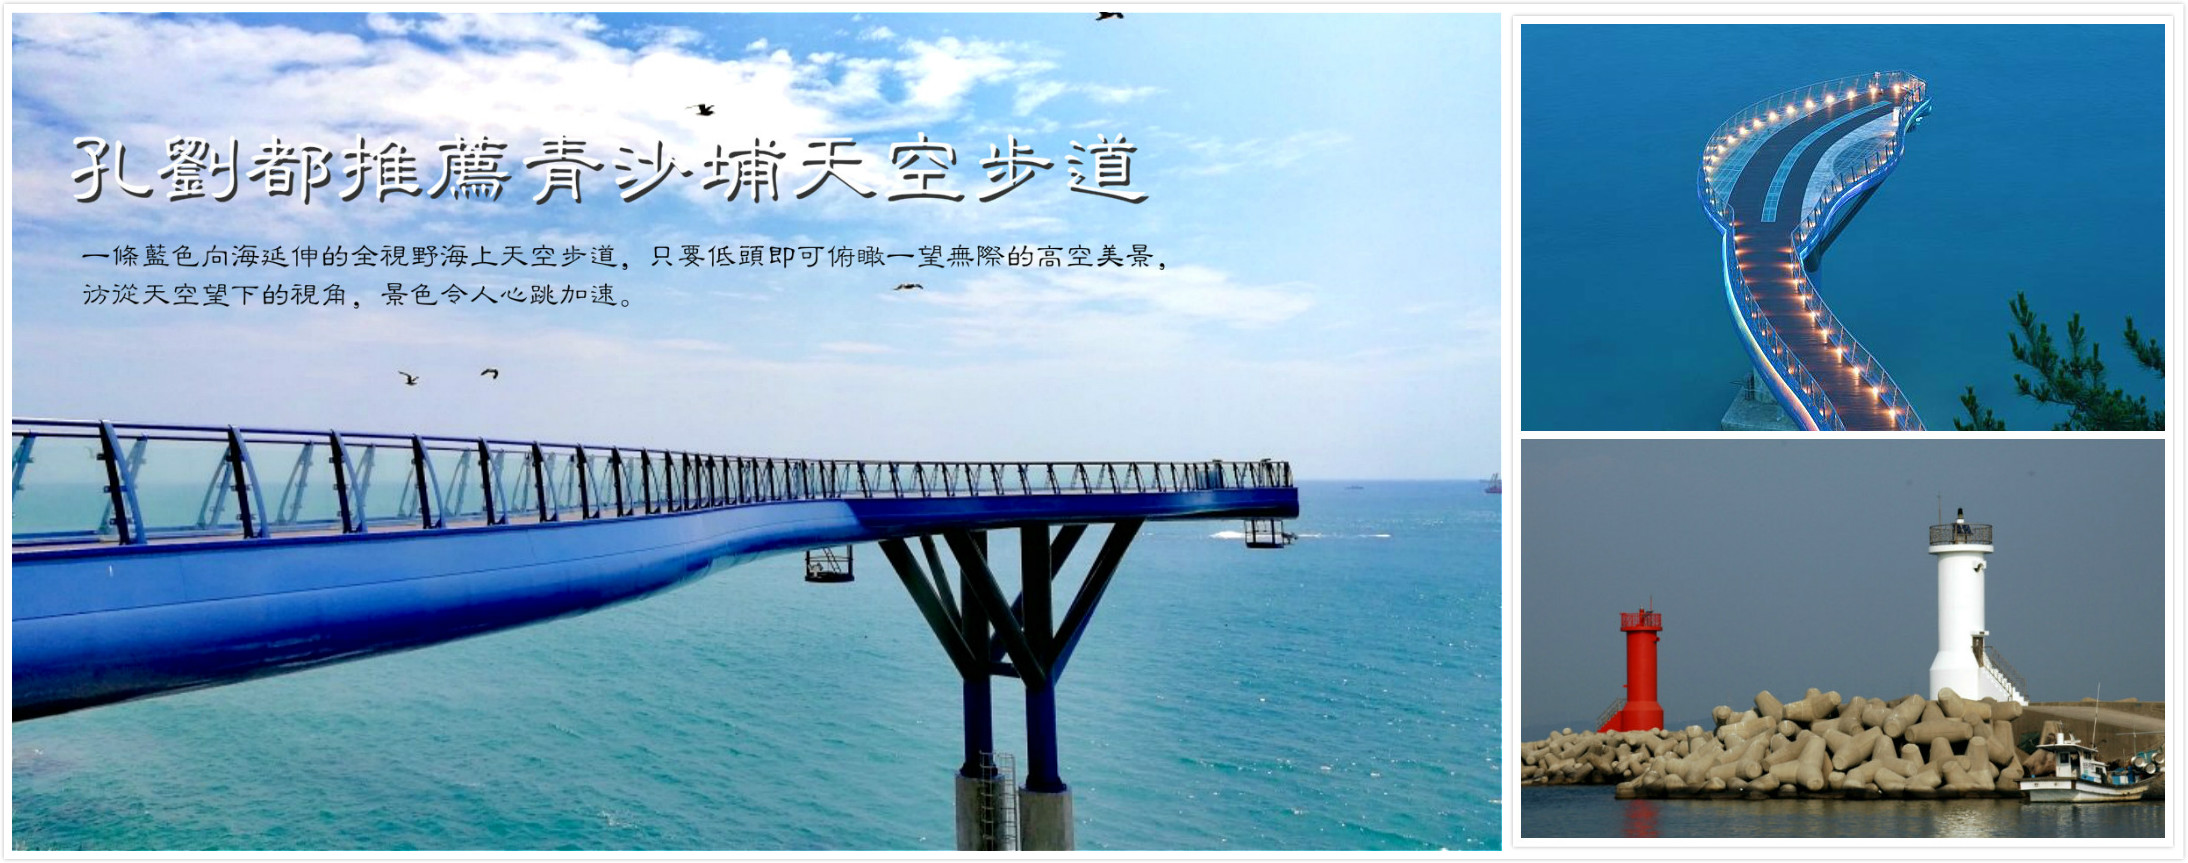 孔劉都推薦青沙埔天空步道
一條藍色向海延伸的全視野海上天空步道，只要低頭即可俯瞰一望無際的高空美景，
彷從天空望下的視角，景色令人心跳加速。